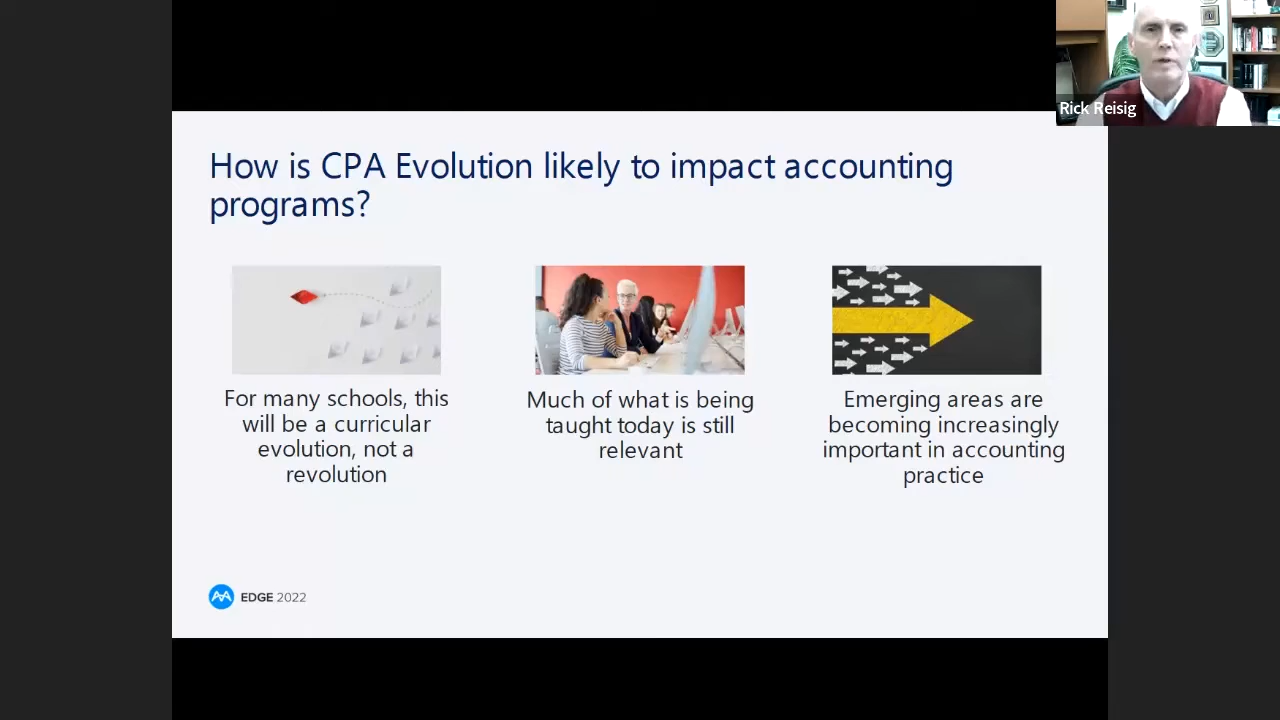 Rick Reisig
How is CPA Evolution likely to impact accounting
programs?
For many schools, this
will be a curricular
evolution, not a
revolution
Much of what is being
taught today is still
relevant
Emerging areas are
becoming increasingly
important in accounting
practice
EDGE 2022